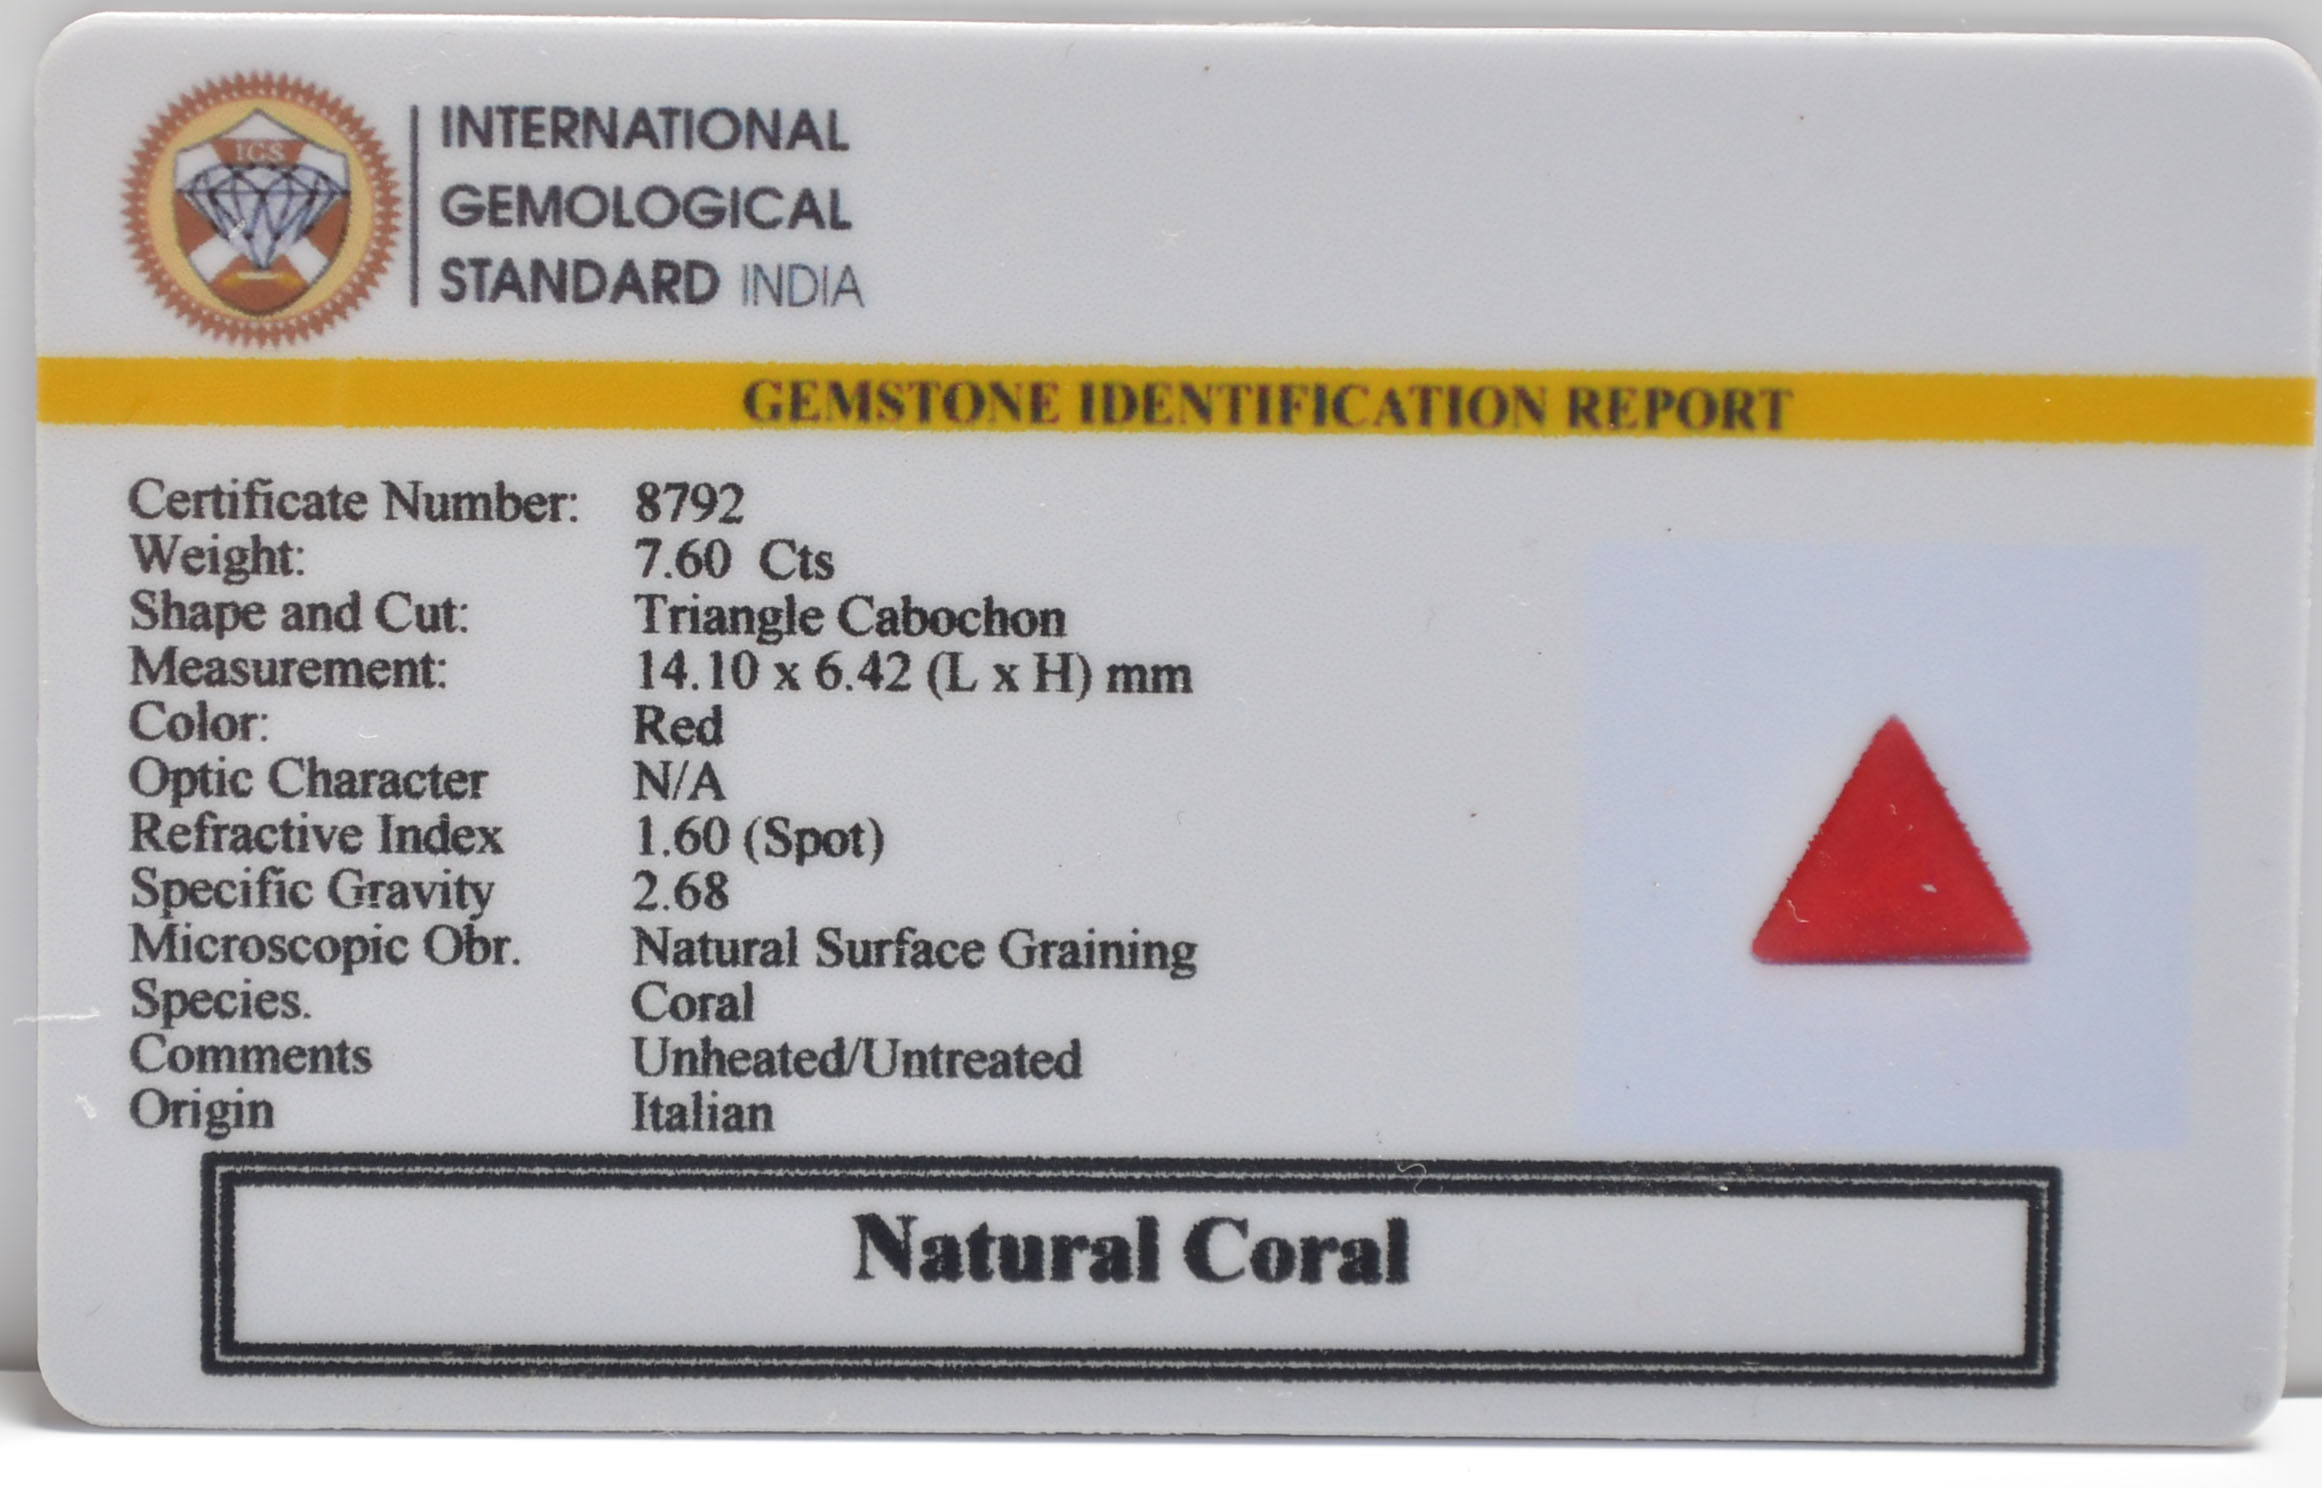 IGS
INTERNATIONAL
GEMOLOGICAL
STANDARD INDIA
GEMSTONE IDENTIFICATION REPORT
Certificate Number: 8792
Weight: 7.60 Cts
Shape and Cut: Triangle Cabochon
Measurement: 14.10 x 6.42 (L x H) mm
Color: Red
Optic Character N/A
Refractive Index 1.60 (Spot)
Specific Gravity 2.68
Microscopic Obr. Natural Surface Graining
Species. Coral
Comments Unheated/Untreated
Origin Italian
Natural Coral